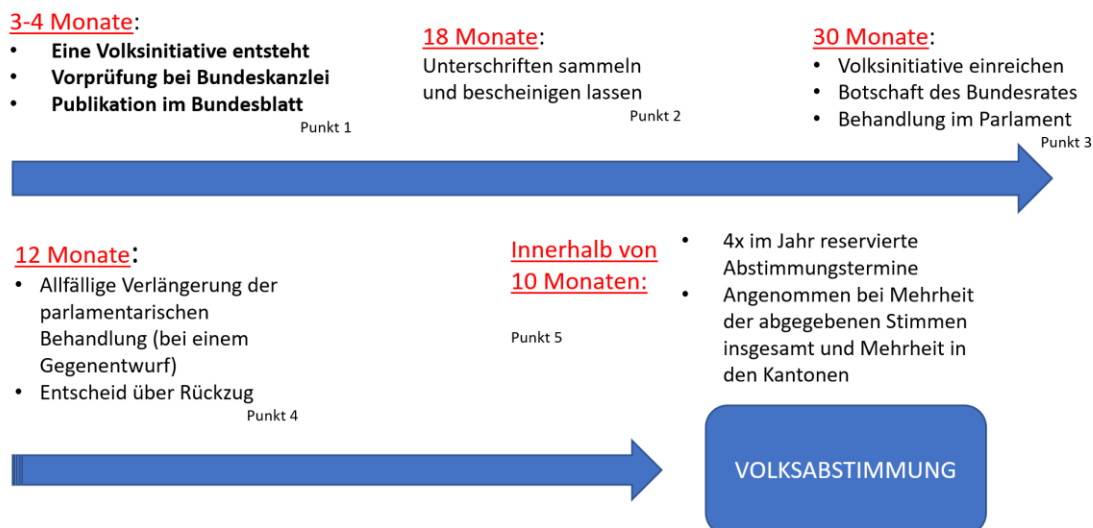 3-4 Monate:
• Eine Volksinitiative entsteht
• Vorprüfung bei Bundeskanzlei
• Publikation im Bundesblatt
Punkt 1
18 Monate:
Unterschriften sammeln
und bescheinigen lassen
Punkt 2
30 Monate:
• Volksinitiative einreichen
• Botschaft des Bundesrates
• Behandlung im Parlament
Punkt 3
12 Monate:
• Allfällige Verlängerung der
parlamentarischen
Behandlung (bei einem
Gegenentwurf)
• Entscheid über Rückzug
Punkt 4
Innerhalb von
10 Monaten:
Punkt 5
• 4x im Jahr reservierte
Abstimmungstermine
• Angenommen bei Mehrheit
der abgegebenen Stimmen
insgesamt und Mehrheit in
den Kantonen
VOLKSABSTIMMUNG